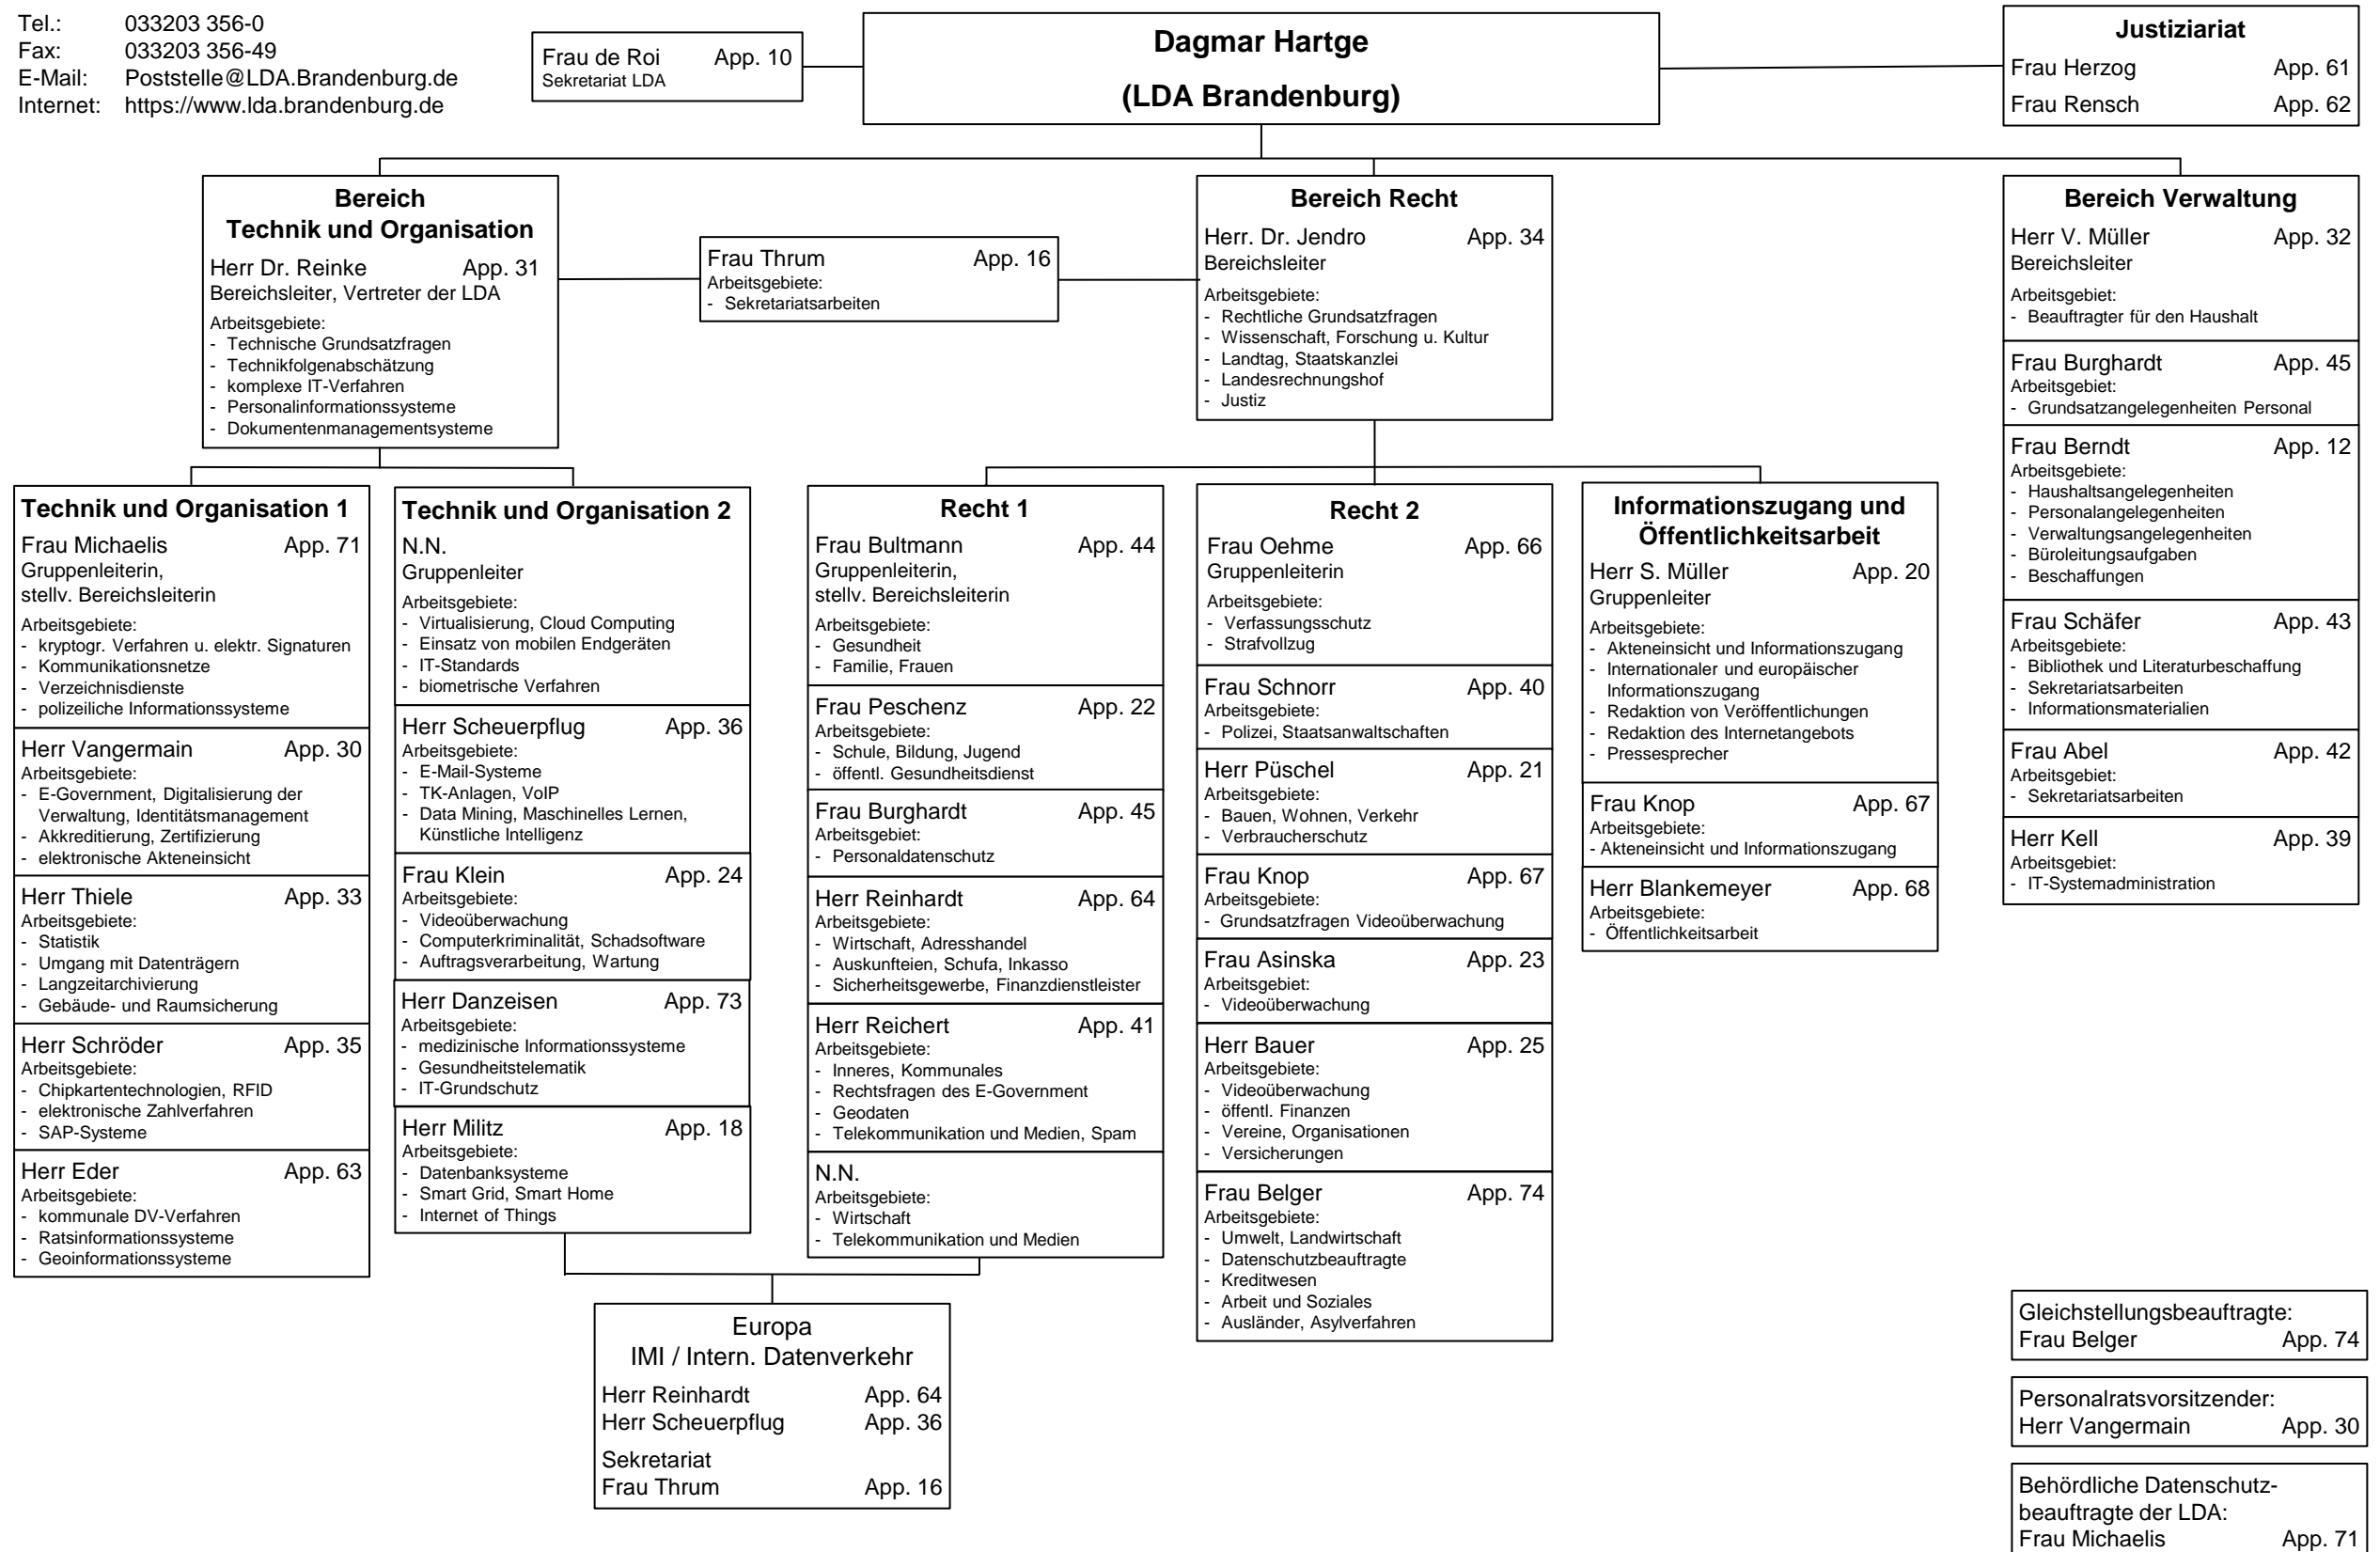 Tel.: 033203 356-0
Fax: 033203 356-49
E-Mail: Poststelle@LDA.Brandenburg.de
Internet: https://www.lda.brandenburg.de
Frau de Roi App. 10
Sekretariat LDA
Dagmar Hartge
(LDA Brandenburg)
Justiziariat
Frau Herzog App. 61
Frau Rensch App. 62
Bereich
Technik und Organisation
Herr Dr. Reinke App. 31
Bereichsleiter, Vertreter der LDA
Arbeitsgebiete:
- Technische Grundsatzfragen
- Technikfolgenabschätzung
- komplexe IT-Verfahren
- Personalinformationssysteme
- Dokumentenmanagementsysteme
Frau Thrum App. 16
Arbeitsgebiete:
- Sekretariatsarbeiten
Bereich Recht
Herr. Dr. Jendro App. 34
Bereichsleiter
Arbeitsgebiete:
- Rechtliche Grundsatzfragen
- Wissenschaft, Forschung u. Kultur
- Landtag, Staatskanzlei
- Landesrechnungshof
- Justiz
Bereich Verwaltung
Herr V. Müller App. 32
Bereichsleiter
Arbeitsgebiet:
- Beauftragter für den Haushalt
Frau Burghardt App. 45
Arbeitsgebiet:
- Grundsatzangelegenheiten Personal
Frau Berndt App. 12
Arbeitsgebiete:
- Haushaltsangelegenheiten
- Personalangelegenheiten
- Verwaltungsangelegenheiten
- Büroleitungsaufgaben
- Beschaffungen
Frau Schäfer App. 43
Arbeitsgebiete:
- Bibliothek und Literaturbeschaffung
- Sekretariatsarbeiten
- Informationsmaterialien
Frau Abel App. 42
Arbeitsgebiet:
- Sekretariatsarbeiten
Herr Kell App. 39
Arbeitsgebiet:
- IT-Systemadministration
Technik und Organisation 1
Frau Michaelis App. 71
Gruppenleiterin,
stellv. Bereichsleiterin
Arbeitsgebiete:
- kryptogr. Verfahren u. elektr. Signaturen
- Kommunikationsnetze
- Verzeichnisdienste
- polizeiliche Informationssysteme
Herr Vangermain App. 30
Arbeitsgebiete:
- E-Government, Digitalisierung der
Verwaltung, Identitätsmanagement
- Akkreditierung, Zertifizierung
- elektronische Akteneinsicht
Herr Thiele App. 33
Arbeitsgebiete:
- Statistik
- Umgang mit Datenträgern
- Langzeitarchivierung
- Gebäude- und Raumsicherung
Herr Schröder App. 35
Arbeitsgebiete:
- Chipkartentechnologien, RFID
- elektronische Zahlverfahren
- SAP-Systeme
Herr Eder App. 63
Arbeitsgebiete:
- kommunale DV-Verfahren
- Ratsinformationssysteme
- Geoinformationssysteme
Technik und Organisation 2
N.N.
Gruppenleiter
Arbeitsgebiete:
- Virtualisierung, Cloud Computing
- Einsatz von mobilen Endgeräten
- IT-Standards
- biometrische Verfahren
Herr Scheuerpflug App. 36
Arbeitsgebiete:
- E-Mail-Systeme
- TK-Anlagen, VoIP
- Data Mining, Maschinelles Lernen,
Künstliche Intelligenz
Frau Klein App. 24
Arbeitsgebiete:
- Videoüberwachung
- Computerkriminalität, Schadsoftware
- Auftragsverarbeitung, Wartung
Herr Danzeisen App. 73
Arbeitsgebiete:
- medizinische Informationssysteme
- Gesundheitstelematik
- IT-Grundschutz
Herr Militz App. 18
Arbeitsgebiete:
- Datenbanksysteme
- Smart Grid, Smart Home
- Internet of Things
Recht 1
Frau Bultmann App. 44
Gruppenleiterin,
stellv. Bereichsleiterin
Arbeitsgebiete:
- Gesundheit
- Familie, Frauen
Frau Peschenz App. 22
Arbeitsgebiete:
- Schule, Bildung, Jugend
- öffentl. Gesundheitsdienst
Frau Burghardt App. 45
Arbeitsgebiet:
- Personaldatenschutz
Herr Reinhardt App. 64
Arbeitsgebiete:
- Wirtschaft, Adresshandel
- Auskunfteien, Schufa, Inkasso
- Sicherheitsgewerbe, Finanzdienstleister
Herr Reichert App. 41
Arbeitsgebiete:
- Inneres, Kommunales
- Rechtsfragen des E-Government
- Geodaten
- Telekommunikation und Medien, Spam
N.N.
Arbeitsgebiete:
- Wirtschaft
- Telekommunikation und Medien
Recht 2
Frau Oehme App. 66
Gruppenleiterin
Arbeitsgebiete:
- Verfassungsschutz
- Strafvollzug
Frau Schnorr App. 40
Arbeitsgebiete:
- Polizei, Staatsanwaltschaften
Herr Püschel App. 21
Arbeitsgebiete:
- Bauen, Wohnen, Verkehr
- Verbraucherschutz
Frau Knop App. 67
Arbeitsgebiete:
- Grundsatzfragen Videoüberwachung
Frau Asinska App. 23
Arbeitsgebiet:
- Videoüberwachung
Herr Bauer App. 25
Arbeitsgebiete:
- Videoüberwachung
- öffentl. Finanzen
- Vereine, Organisationen
- Versicherungen
Frau Belger App. 74
Arbeitsgebiete:
- Umwelt, Landwirtschaft
- Datenschutzbeauftragte
- Kreditwesen
- Arbeit und Soziales
- Ausländer, Asylverfahren
Informationszugang und
Öffentlichkeitsarbeit
Herr S. Müller App. 20
Gruppenleiter
Arbeitsgebiete:
- Akteneinsicht und Informationszugang
- Internationaler und europäischer
Informationszugang
- Redaktion von Veröffentlichungen
- Redaktion des Internetangebots
- Pressesprecher
Frau Knop App. 67
Arbeitsgebiete:
- Akteneinsicht und Informationszugang
Herr Blankemeyer App. 68
Arbeitsgebiete:
- Öffentlichkeitsarbeit
Europa
IMI / Intern. Datenverkehr
Herr Reinhardt App. 64
Herr Scheuerpflug App. 36
Sekretariat
Frau Thrum App. 16
Gleichstellungsbeauftragte:
Frau Belger App. 74
Personalratsvorsitzender:
Herr Vangermain App. 30
Behördliche Datenschutz-
beauftragte der LDA:
Frau Michaelis App. 71